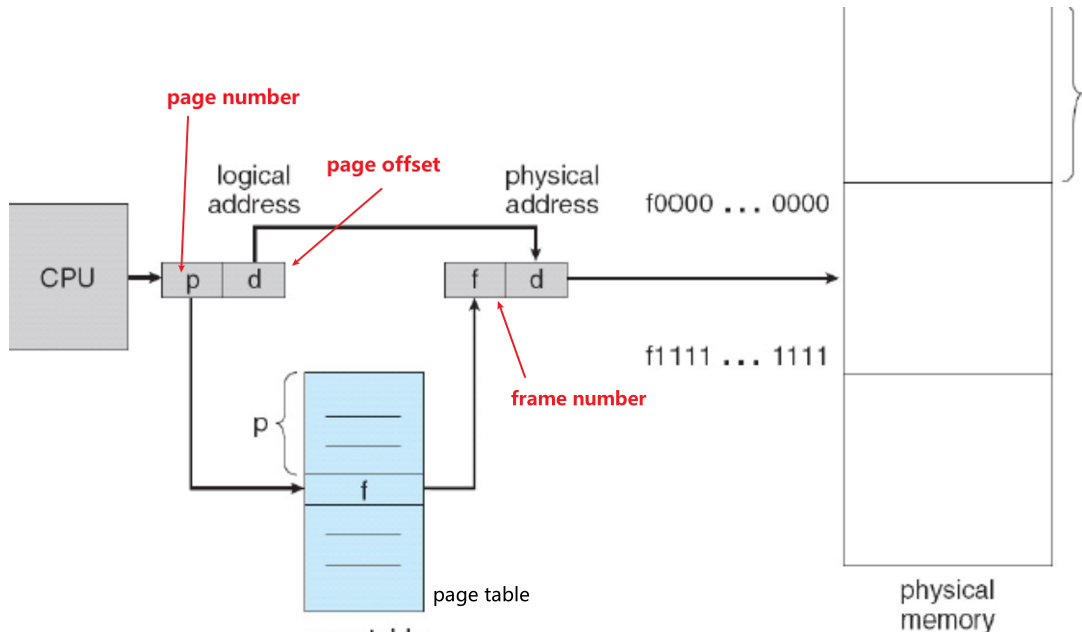 page number
logical
address
page offset
physical
address
f0000 ... 0000
CPU
p
d
f
d
f1111 ... 1111
frame number
p
f
page table
physical
memory